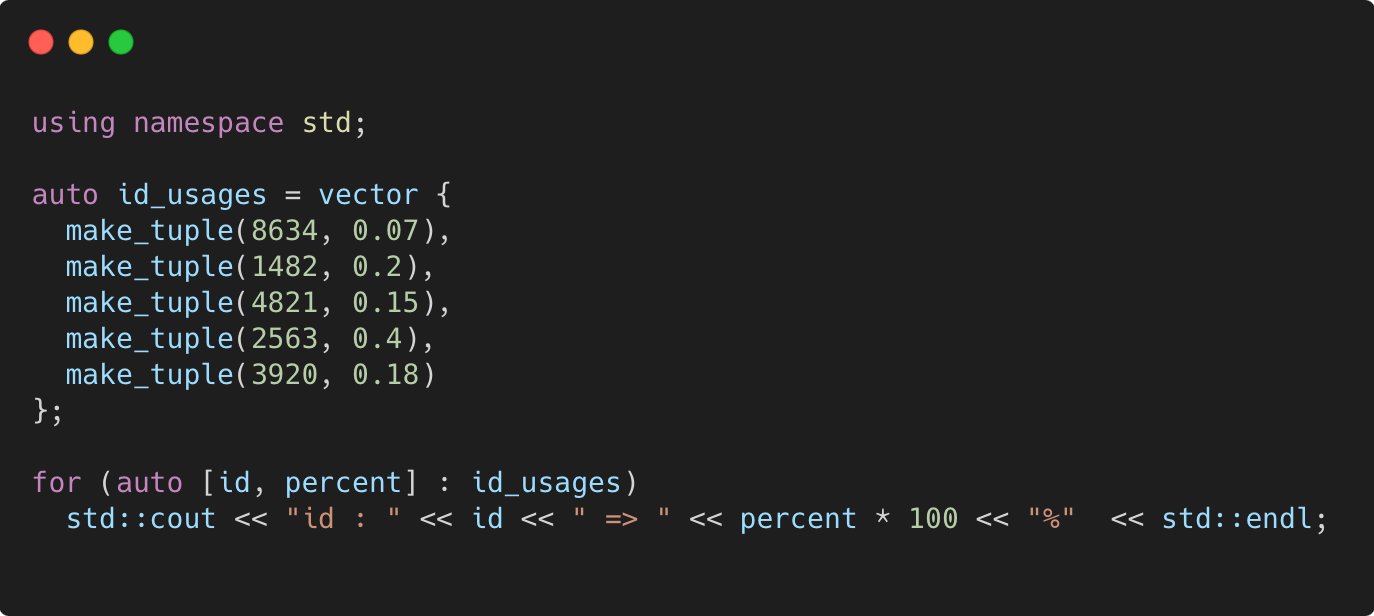 using namespace std;

auto id_usages = vector {
  make_tuple(8634, 0.07),
  make_tuple(1482, 0.2),
  make_tuple(4821, 0.15),
  make_tuple(2563, 0.4),
  make_tuple(3920, 0.18)
};

for (auto [id, percent] : id_usages)
  std::cout << "id : " << id << " => " << percent * 100 << "%"  << std::endl;